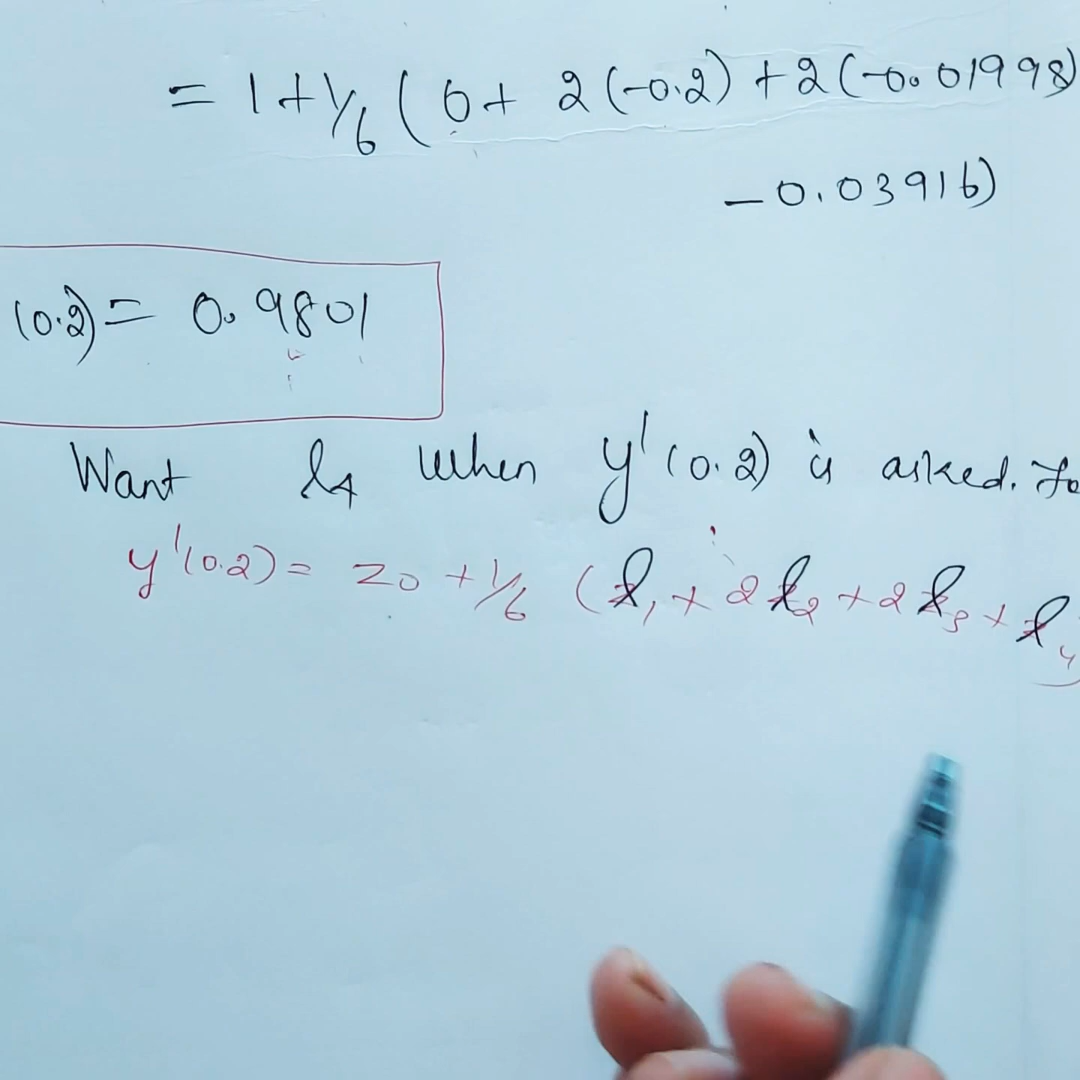 = 1+1/6 ( 0+ 2(-0.2) +2(-0.01998)
-0.03916)
(0.2)= 0.9801
Want l4 when y'(0.2) is asked. Fo
y'(0.2)= z0 +1/6 (l1 + 2l2 +2l3 + l4)